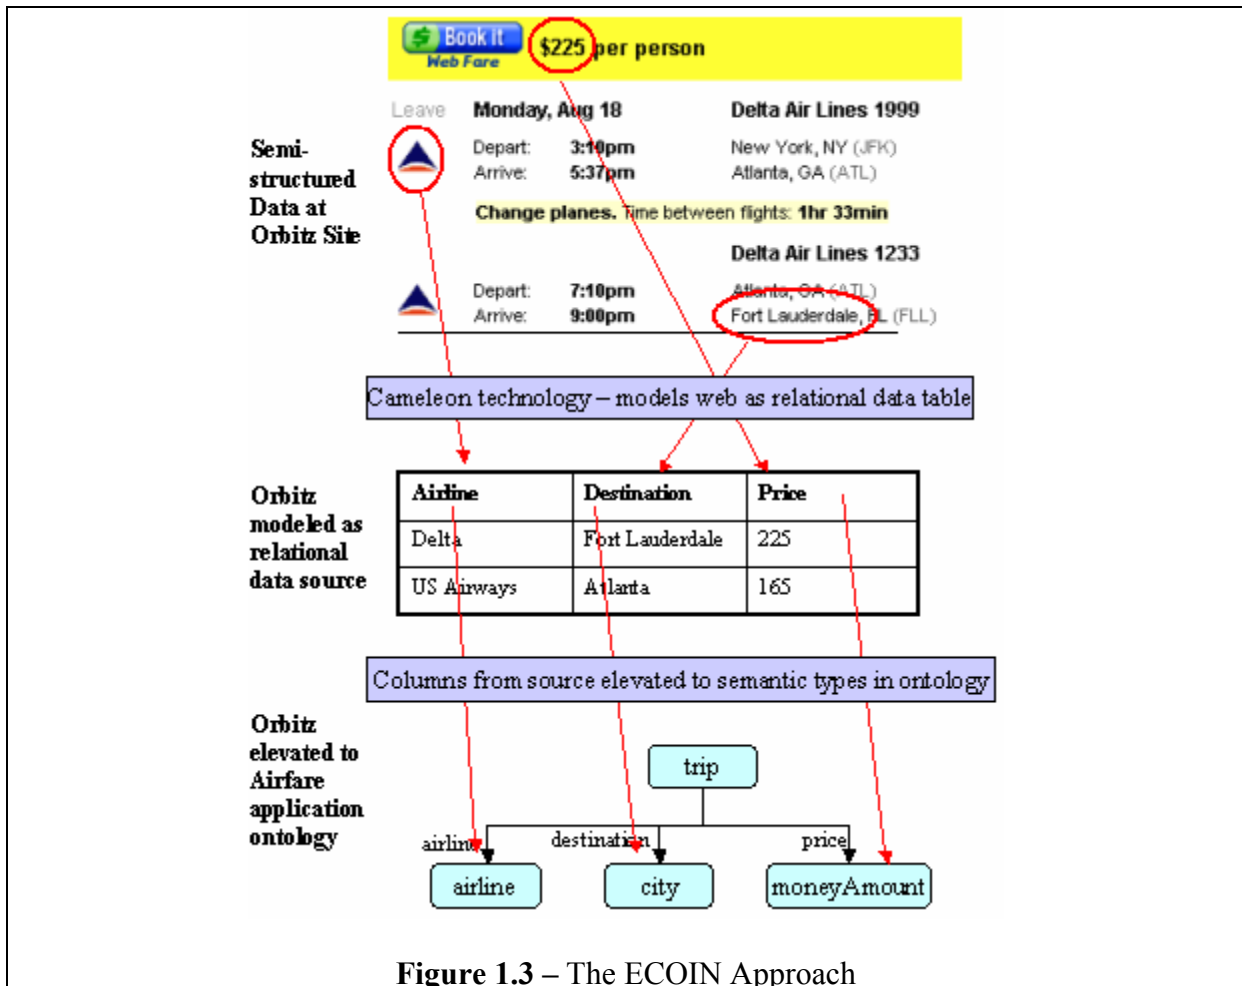 Book it
Web Fare
$225 per person
Leave
Monday, Aug 18
Delta Air Lines 1999
Depart:
3:10pm
New York, NY (JFK)
Arrive:
5:37pm
Atlanta, GA (ATL)
Change planes. Time between flights: 1hr 33min
Delta Air Lines 1233
Depart:
7:10pm
Atlanta, GA (ATL)
Arrive:
9:00pm
Fort Lauderdale, FL (FLL)
Semi-
structured
Data at
Orbitz Site
Cameleon technology – models web as relational data table
Orbitz
modeled as
relational
data source
Airline
Destination
Price
Delta
Fort Lauderdale
225
US Airways
Atlanta
165
Columns from source elevated to semantic types in ontology
Orbitz
elevated to
Airfare
application
ontology
trip
airline
destination
price
airline
city
moneyAmount
Figure 1.3 – The ECOIN Approach